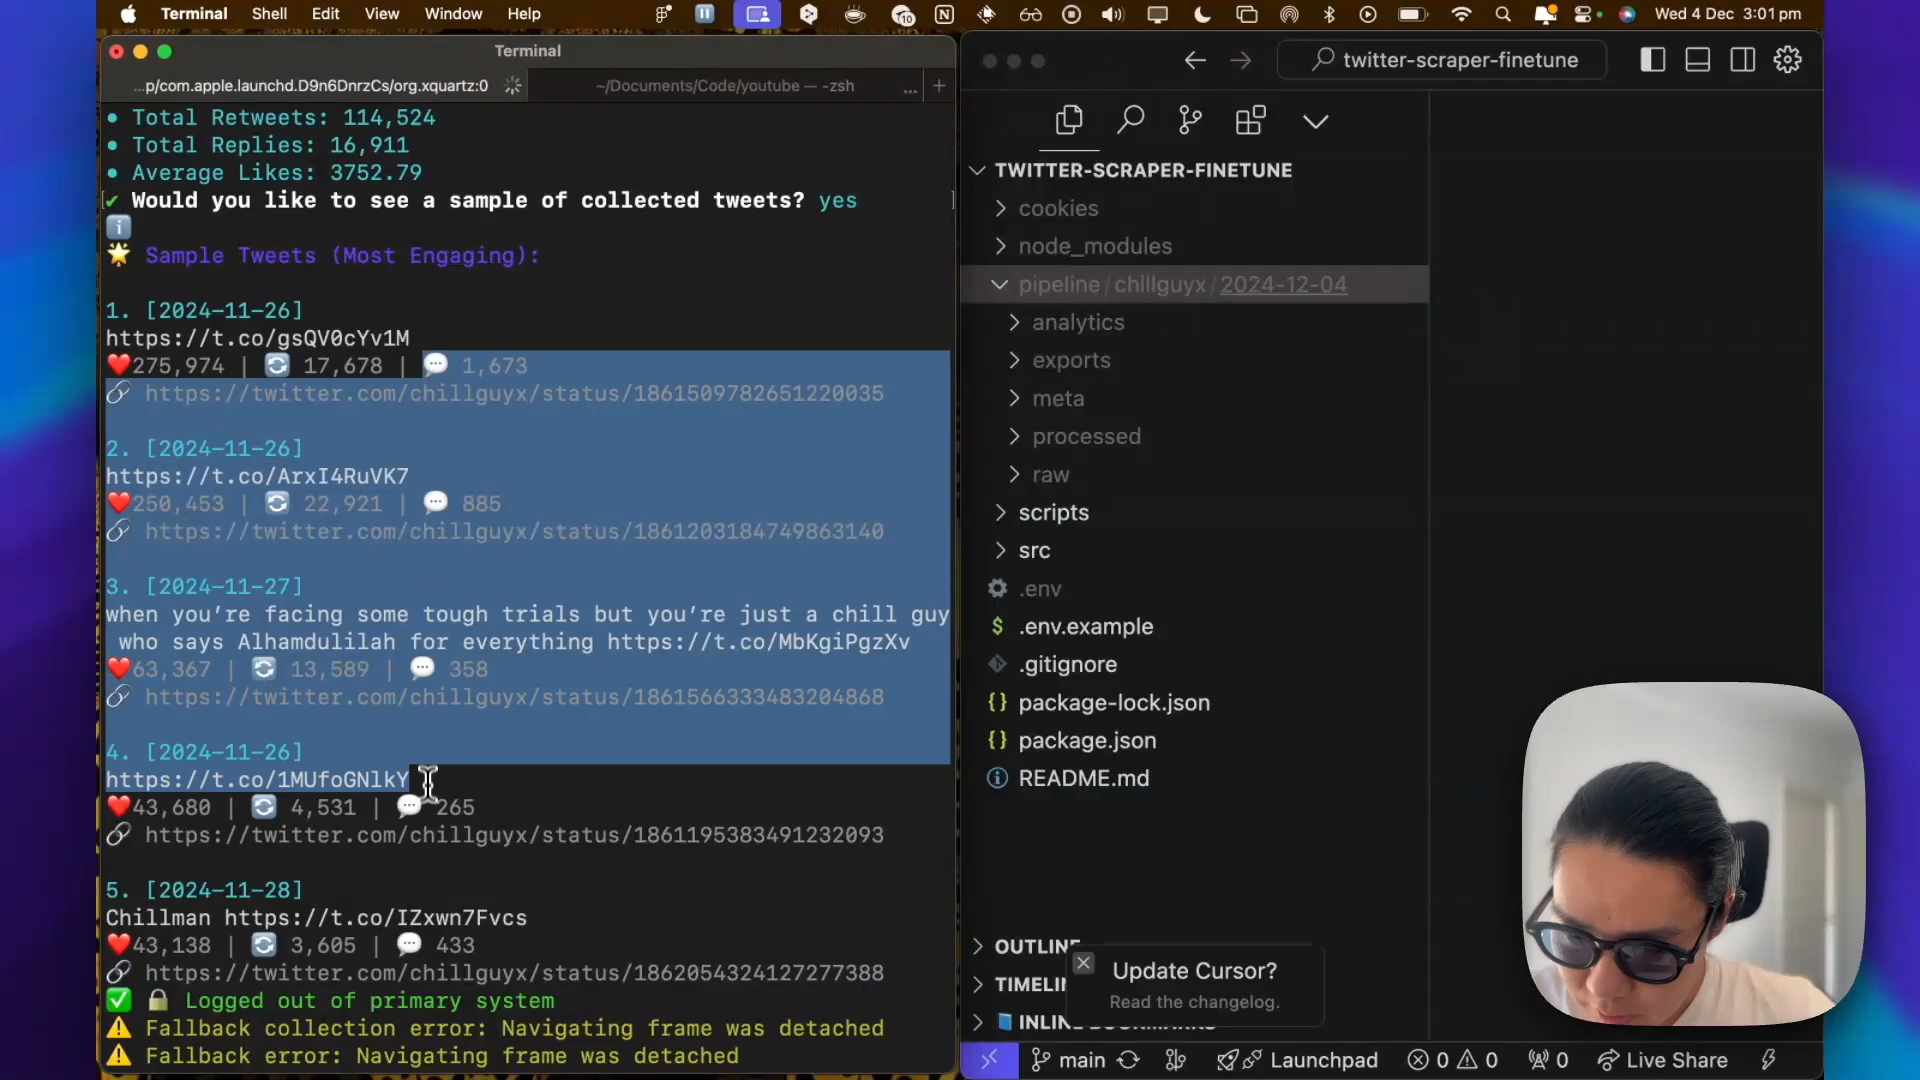 Terminal Shell Edit View Window Help
10
Wed 4 Dec 3:01 pm
Terminal
...p/com.apple.launchd.D9n6DnrzCs/org.xquartz:0
~/Documents/Code/youtube — -zsh ...
• Total Retweets: 114,524
• Total Replies: 16,911
• Average Likes: 3752.79
✔ Would you like to see a sample of collected tweets? yes
ℹ️
🌟 Sample Tweets (Most Engaging):
1. [2024-11-26]
https://t.co/gsQV0cYv1M
❤️275,974 | 🔄 17,678 | 💬 1,673
🔗 https://twitter.com/chillguyx/status/1861509782651220035
2. [2024-11-26]
https://t.co/ArxI4RuVK7
❤️250,453 | 🔄 22,921 | 💬 885
🔗 https://twitter.com/chillguyx/status/1861203184749863140
3. [2024-11-27]
when you’re facing some tough trials but you’re just a chill guy
who says Alhamdulilah for everything https://t.co/MbKgiPgzXv
❤️63,367 | 🔄 13,589 | 💬 358
🔗 https://twitter.com/chillguyx/status/1861566333483204868
4. [2024-11-26]
https://t.co/1MUfoGNlkY
❤️43,680 | 🔄 4,531 | 💬 265
🔗 https://twitter.com/chillguyx/status/1861195383491232093
5. [2024-11-28]
Chillman https://t.co/IZxwn7Fvcs
❤️43,138 | 🔄 3,605 | 💬 433
🔗 https://twitter.com/chillguyx/status/1862054324127277388
✅ 🔒 Logged out of primary system
⚠️ Fallback collection error: Navigating frame was detached
⚠️ Fallback error: Navigating frame was detached
twitter-scraper-finetune
TWITTER-SCRAPER-FINETUNE
cookies
node_modules
pipeline / chillguyx / 2024-12-04
analytics
exports
meta
processed
raw
scripts
src
.env
$ .env.example
.gitignore
{} package-lock.json
{} package.json
README.md
OUTLINE
TIMELI
INLIN
Update Cursor?
Read the changelog.
main
Launchpad
0
0
0
Live Share